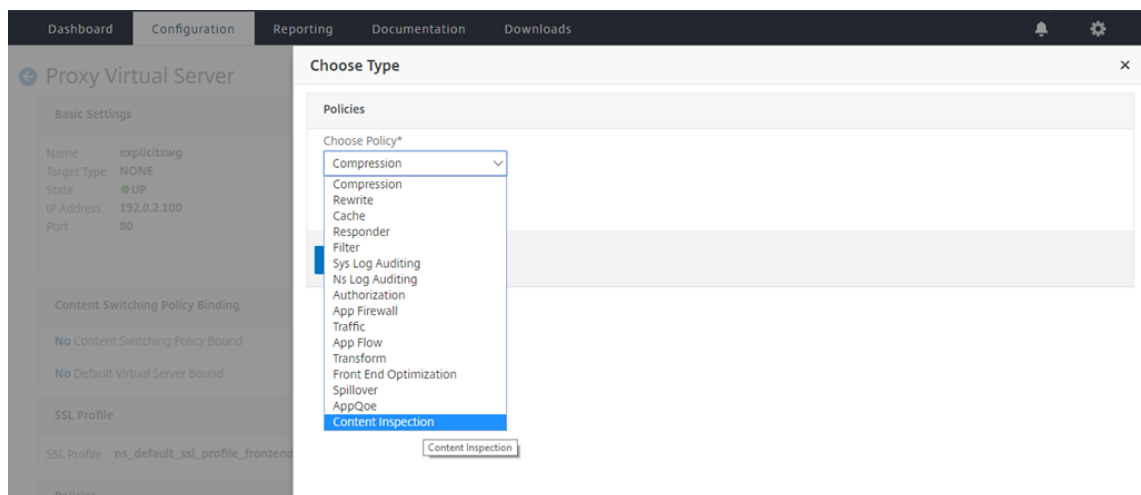 Dashboard Configuration Reporting Documentation Downloads
Proxy Virtual Server
Basic Settings
Name explicitswg
Target Type NONE
State UP
IP Address 192.0.2.100
Port 80
Content Switching Policy Binding
No Content Switching Policy Bound
No Default Virtual Server Bound
SSL Profile
SSL Profile ns_default_ssl_profile_frontend
Policies
Choose Type
Policies
Choose Policy*
Compression
Compression
Rewrite
Cache
Responder
Filter
Sys Log Auditing
Ns Log Auditing
Authorization
App Firewall
Traffic
App Flow
Transform
Front End Optimization
Spillover
AppQoe
Content Inspection
Content Inspection